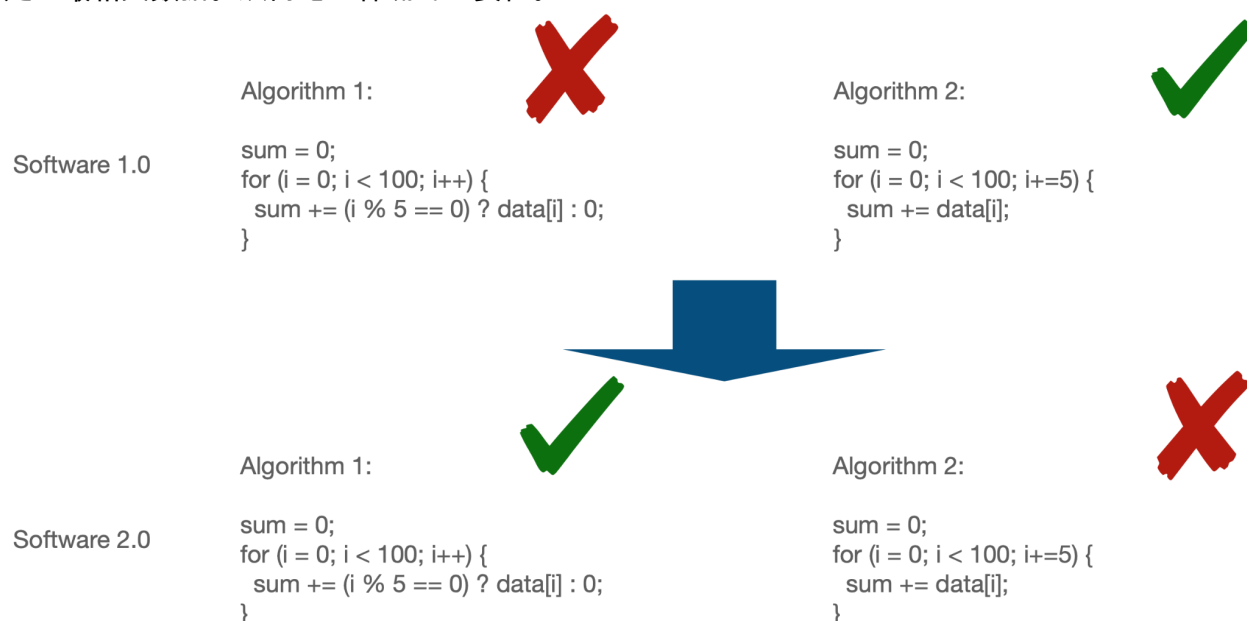 Algorithm 1:
Algorithm 2:
Software 1.0
sum = 0;
for (i = 0; i < 100; i++) {
sum += (i % 5 == 0) ? data[i] : 0;
}
sum = 0;
for (i = 0; i < 100; i+=5) {
sum += data[i];
}
Algorithm 1:
Algorithm 2:
Software 2.0
sum = 0;
for (i = 0; i < 100; i++) {
sum += (i % 5 == 0) ? data[i] : 0;
}
sum = 0;
for (i = 0; i < 100; i+=5) {
sum += data[i];
}